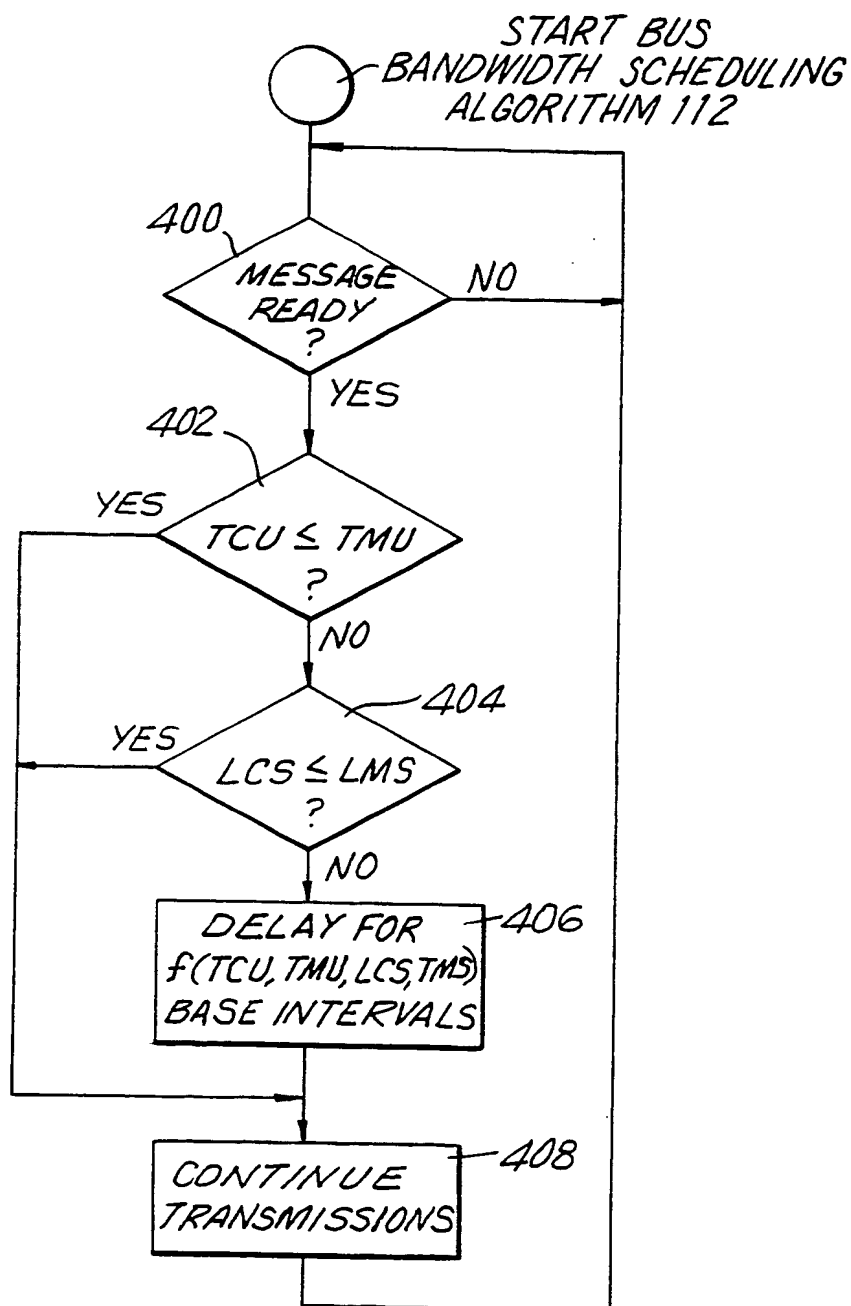 START BUS
BANDWIDTH SCHEDULING
ALGORITHM 112
400
MESSAGE
READY
?
NO
YES
402
YES
TCU ≤ TMU
?
NO
404
YES
LCS ≤ LMS
?
NO
406
DELAY FOR
f(TCU, TMU, LCS, TMS)
BASE INTERVALS
408
CONTINUE
TRANSMISSIONS